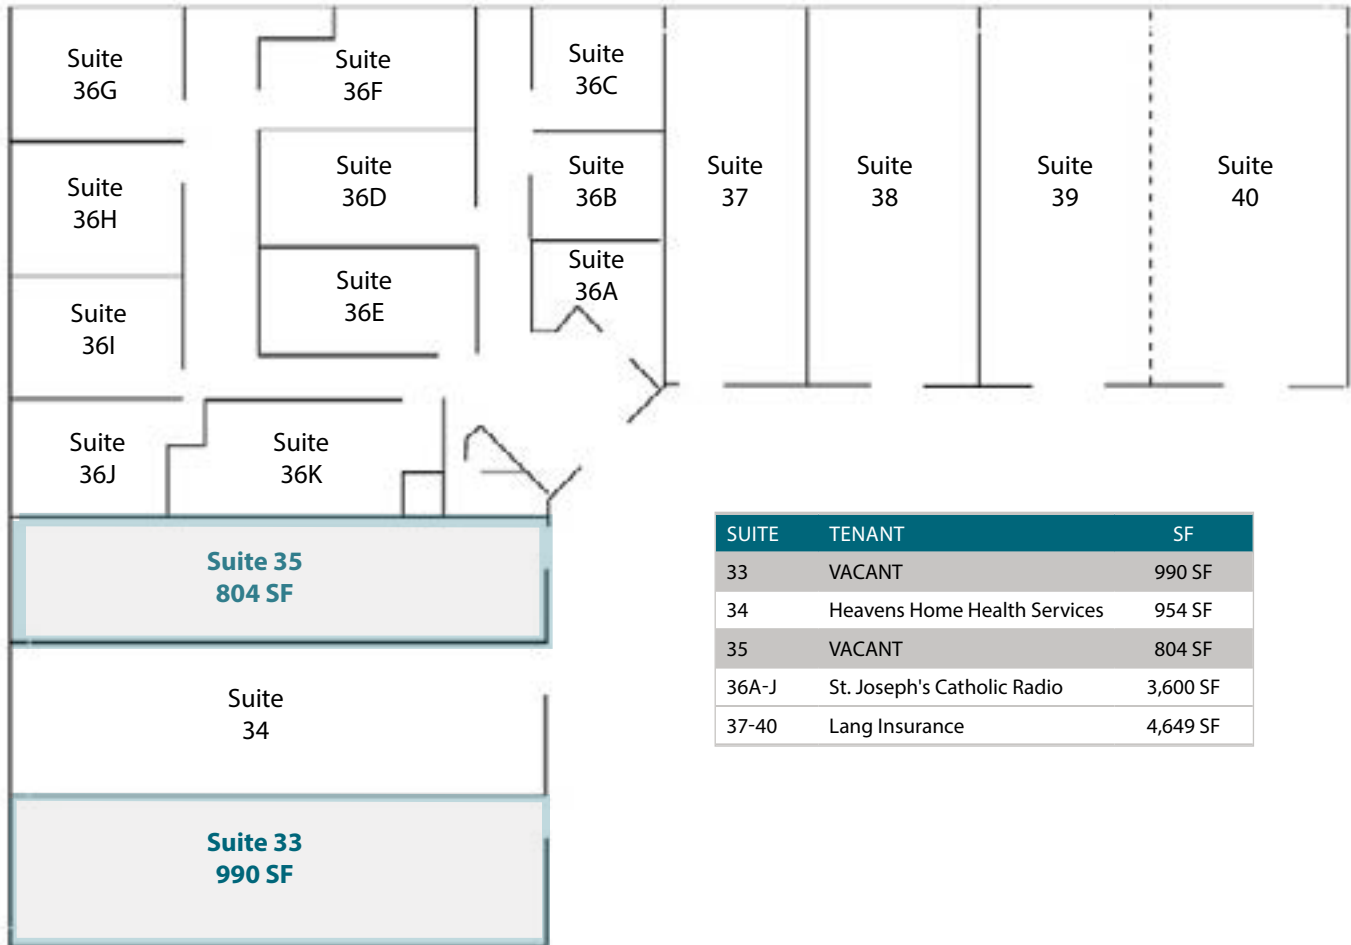 Suite
36G
Suite
36F
Suite
36C
Suite
36H
Suite
36D
Suite
36B
Suite
37
Suite
38
Suite
39
Suite
40
Suite
36I
Suite
36E
Suite
36A
Suite
36J
Suite
36K
Suite 35
804 SF
Suite
34
Suite 33
990 SF
SUITE TENANT SF
33 VACANT 990 SF
34 Heavens Home Health Services 954 SF
35 VACANT 804 SF
36A-J St. Joseph's Catholic Radio 3,600 SF
37-40 Lang Insurance 4,649 SF